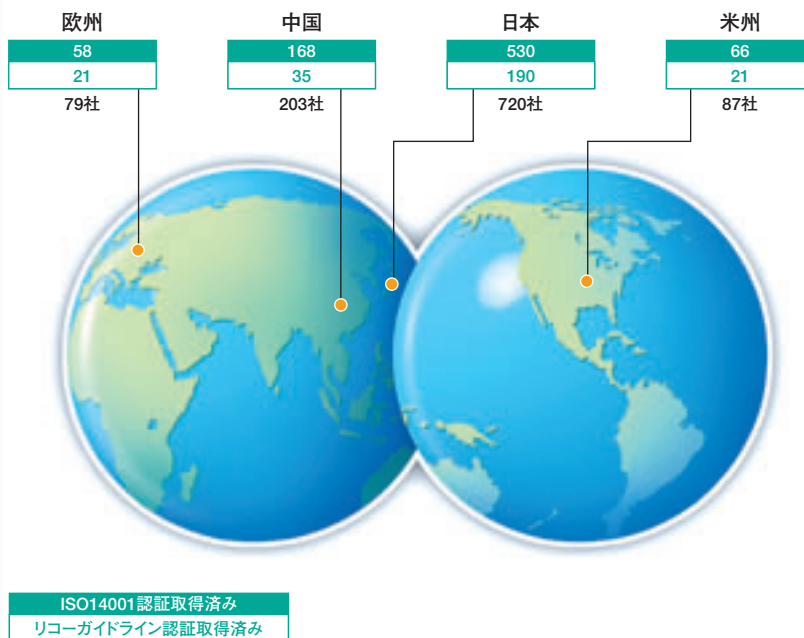 欧州
58
21
79社
中国
168
35
203社
日本
530
190
720社
米州
66
21
87社
ISO14001認証取得済み
リコーガイドライン認証取得済み